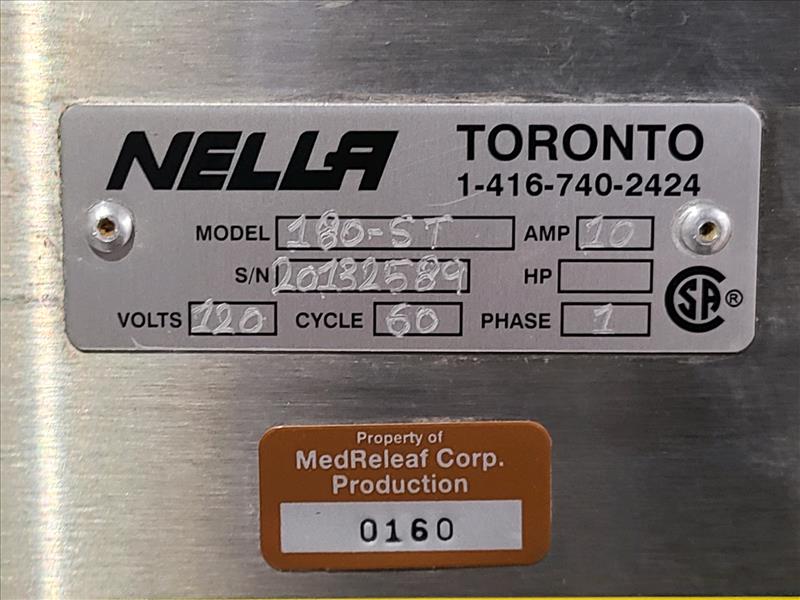 NELLA TORONTO
1-416-740-2424
MODEL 180-ST AMP 10
S/N 20132589 HP
VOLTS 120 CYCLE 60 PHASE 1
SA ®
Property of
MedReleaf Corp.
Production
0160